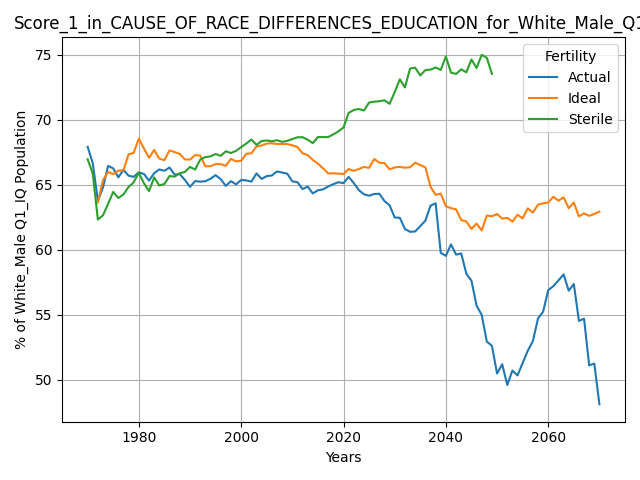 Score_1_in_CAUSE_OF_RACE_DIFFERENCES_EDUCATION_for_White_Male_Q1
75
70
65
60
55
50
% of White_Male Q1_IQ Population
Fertility
Actual
Ideal
Sterile
1980
2000
2020
2040
2060
Years